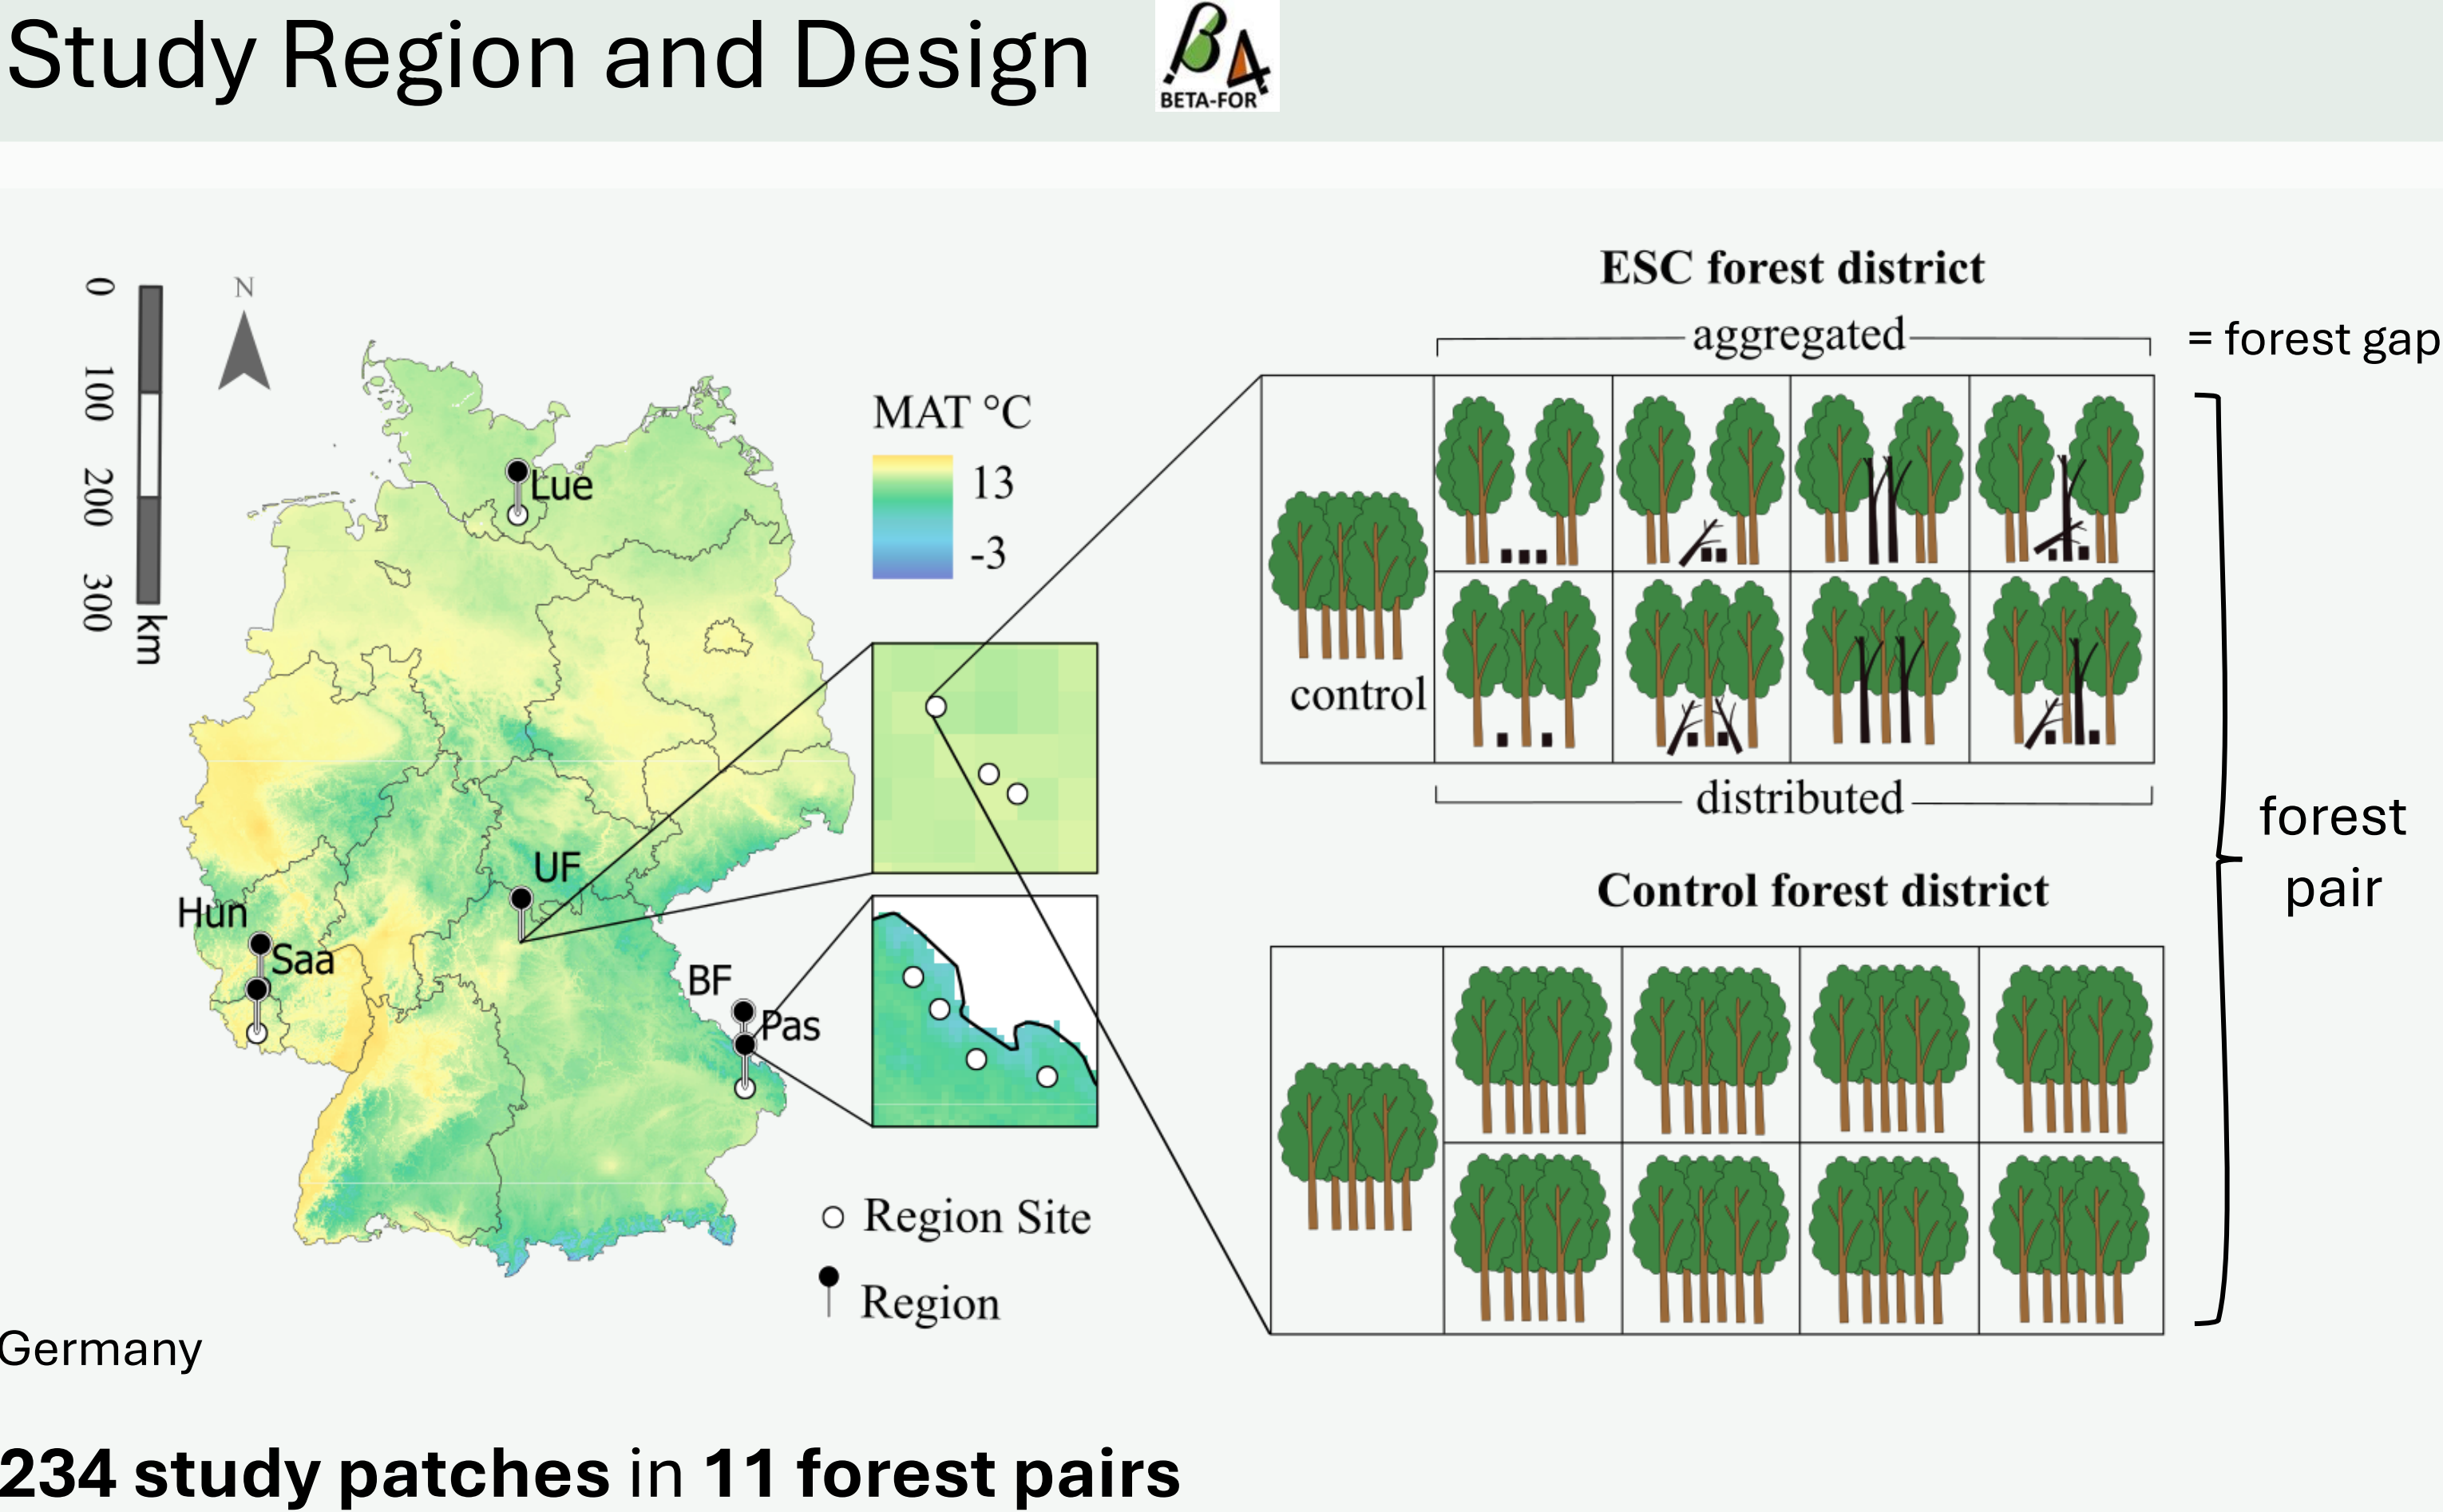 Study Region and Design
BETA-FOR
0
100
200
300
km
N
MAT °C
13
-3
Lue
UF
Hun
Saa
BF
Pas
Region Site
Region
ESC forest district
aggregated
= forest gap
control
distributed
Control forest district
forest
pair
Germany
234 study patches in 11 forest pairs